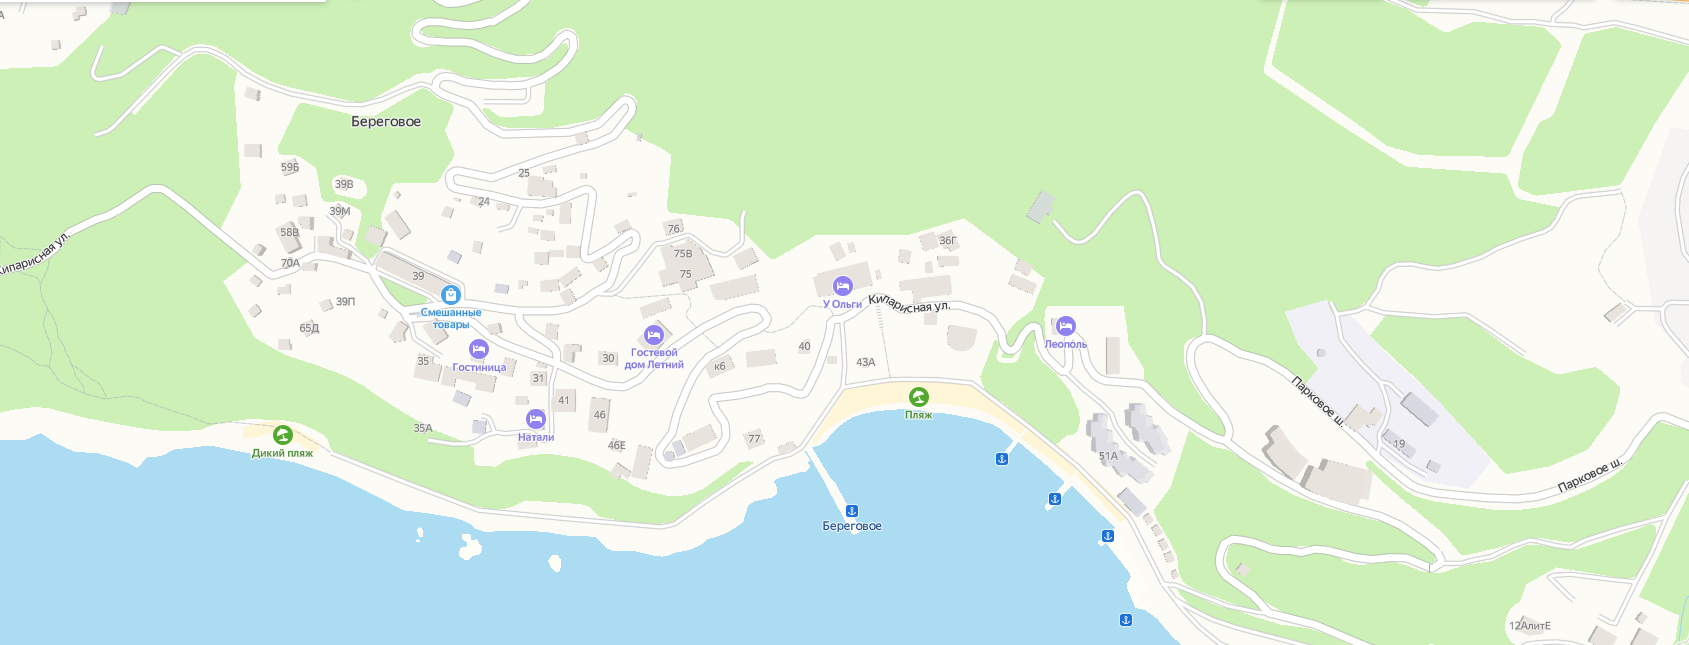 Береговое
59Б
39В
25
24
39М
58В
76
36Г
75В
Кипарисная ул.
70А
39
75
У Ольги
Кипарисная ул.
39П
Смешанные
товары
65Д
Леополь
40
Гостевой
дом Летний
30
43А
35
Гостиница
к6
31
Парковое ш.
41
46
Пляж
35А
Натали
77
46Е
19
Дикий пляж
51А
Парковое ш.
Береговое
12АлитЕ